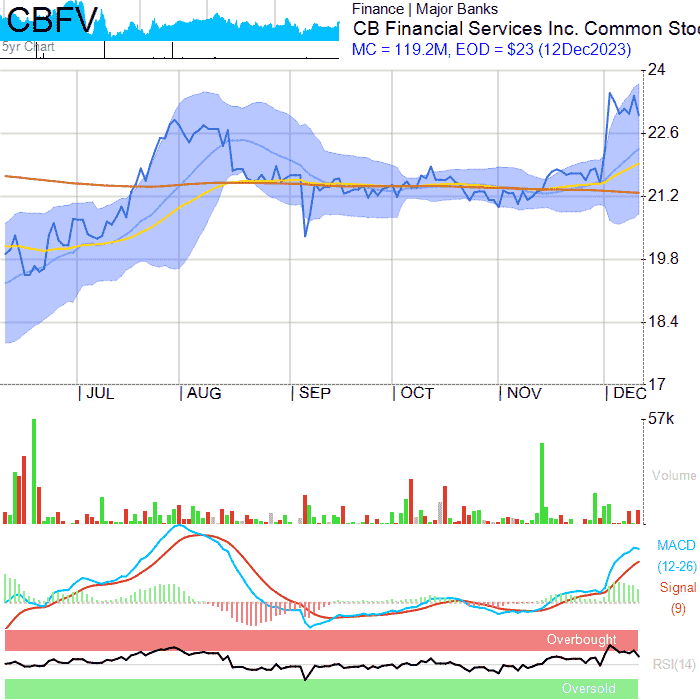 CBFV
5yr Chart
Finance | Major Banks
CB Financial Services Inc. Common Stoc
MC = 119.2M, EOD = $23 (12Dec2023)
24
22.6
21.2
19.8
18.4
17
JUL
AUG
SEP
OCT
NOV
DEC
57k
Volume
MACD
(12-26)
Signal
(9)
Overbought
RSI(14)
Oversold